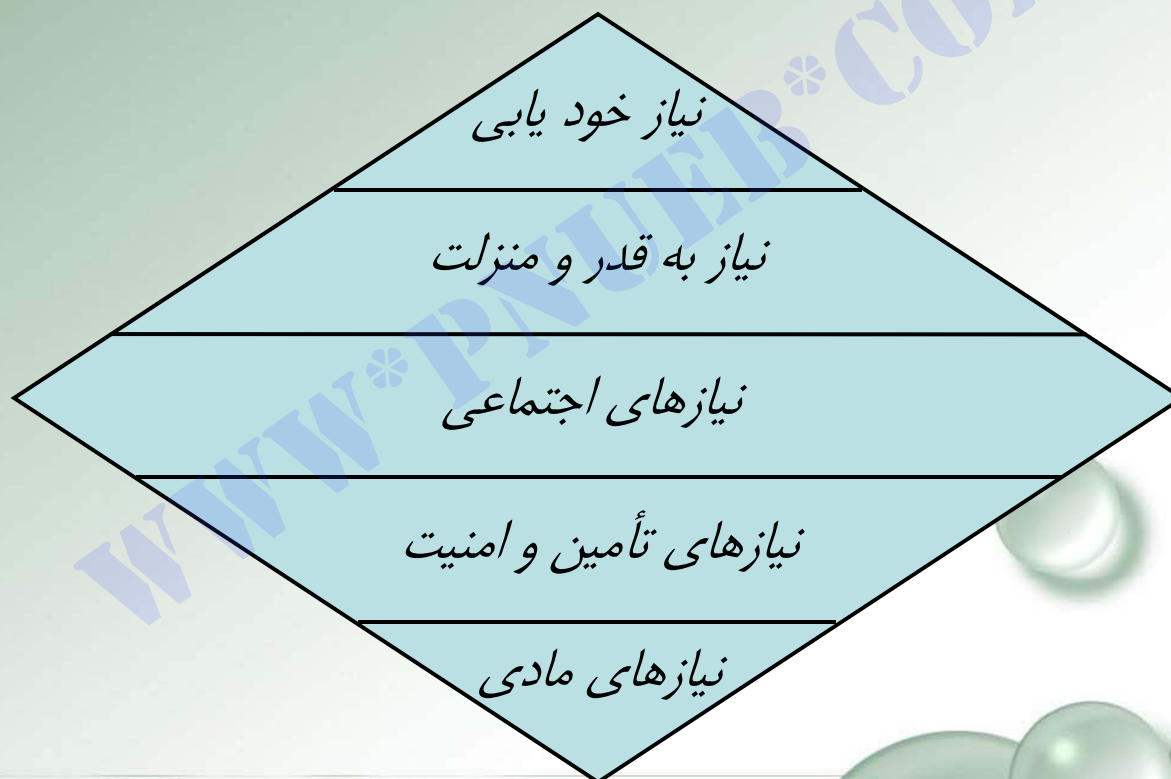 نیاز خود یابی
نیاز به قدر و منزلت
نیازهای اجتماعی
نیازهای تأمین و امنیت
نیازهای مادی
WWW*PNUEB*COM